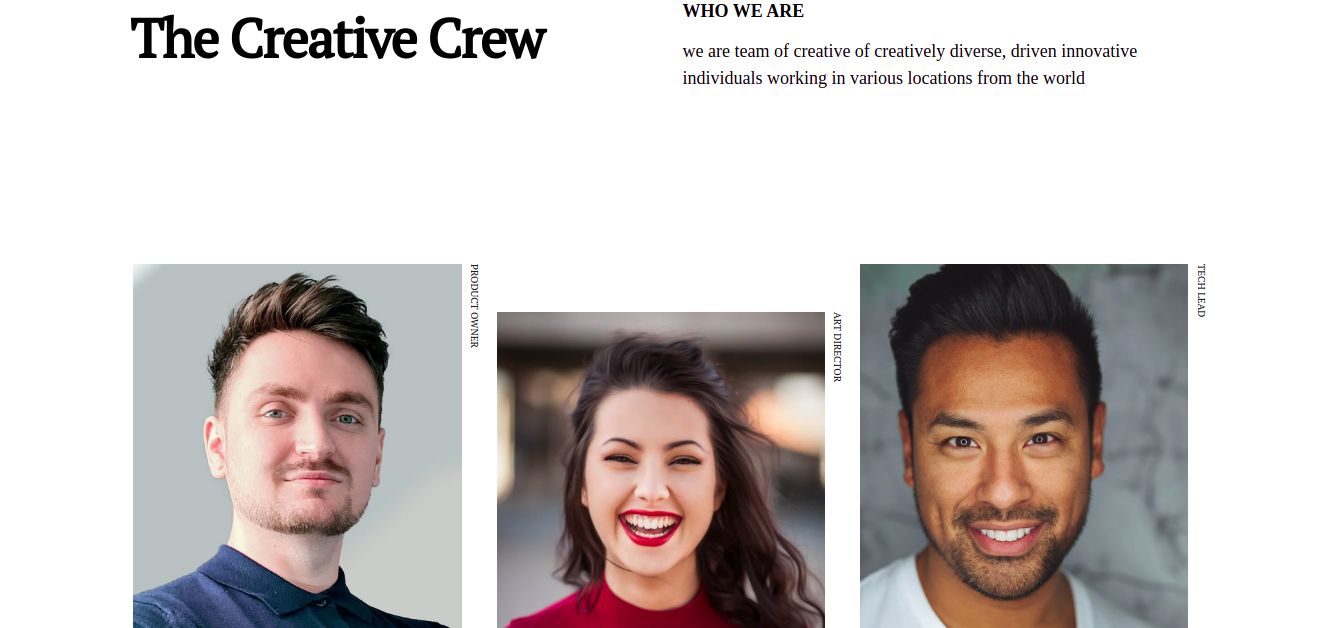 The Creative Crew
WHO WE ARE
we are team of creative of creatively diverse, driven innovative
individuals working in various locations from the world
PRODUCT OWNER
ART DIRECTOR
TECH LEAD